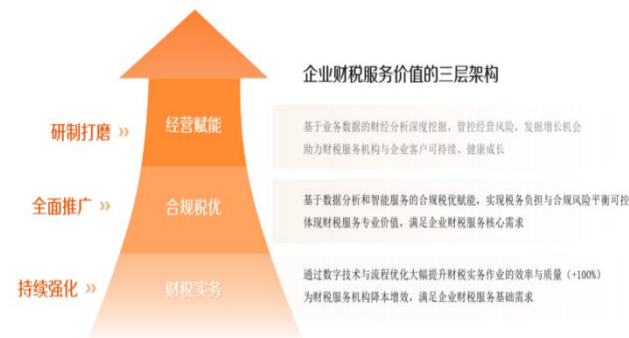 企业财税服务价值的三层架构
研制打磨 »
经营赋能
基于业务数据的财经分析深度挖掘，管控经营风险，发掘增长机会
助力财税服务机构与企业客户可持续、健康成长
全面推广 »
合规税优
基于数据分析和智能服务的合规税优赋能，实现税务负担与合规风险平衡可控
体现财税服务专业价值，满足企业财税服务核心需求
持续强化 »
财税实务
通过数字技术与流程优化大幅提升财税实务作业的效率与质量（+100%）
为财税服务机构降本增效，满足企业财税服务基础需求